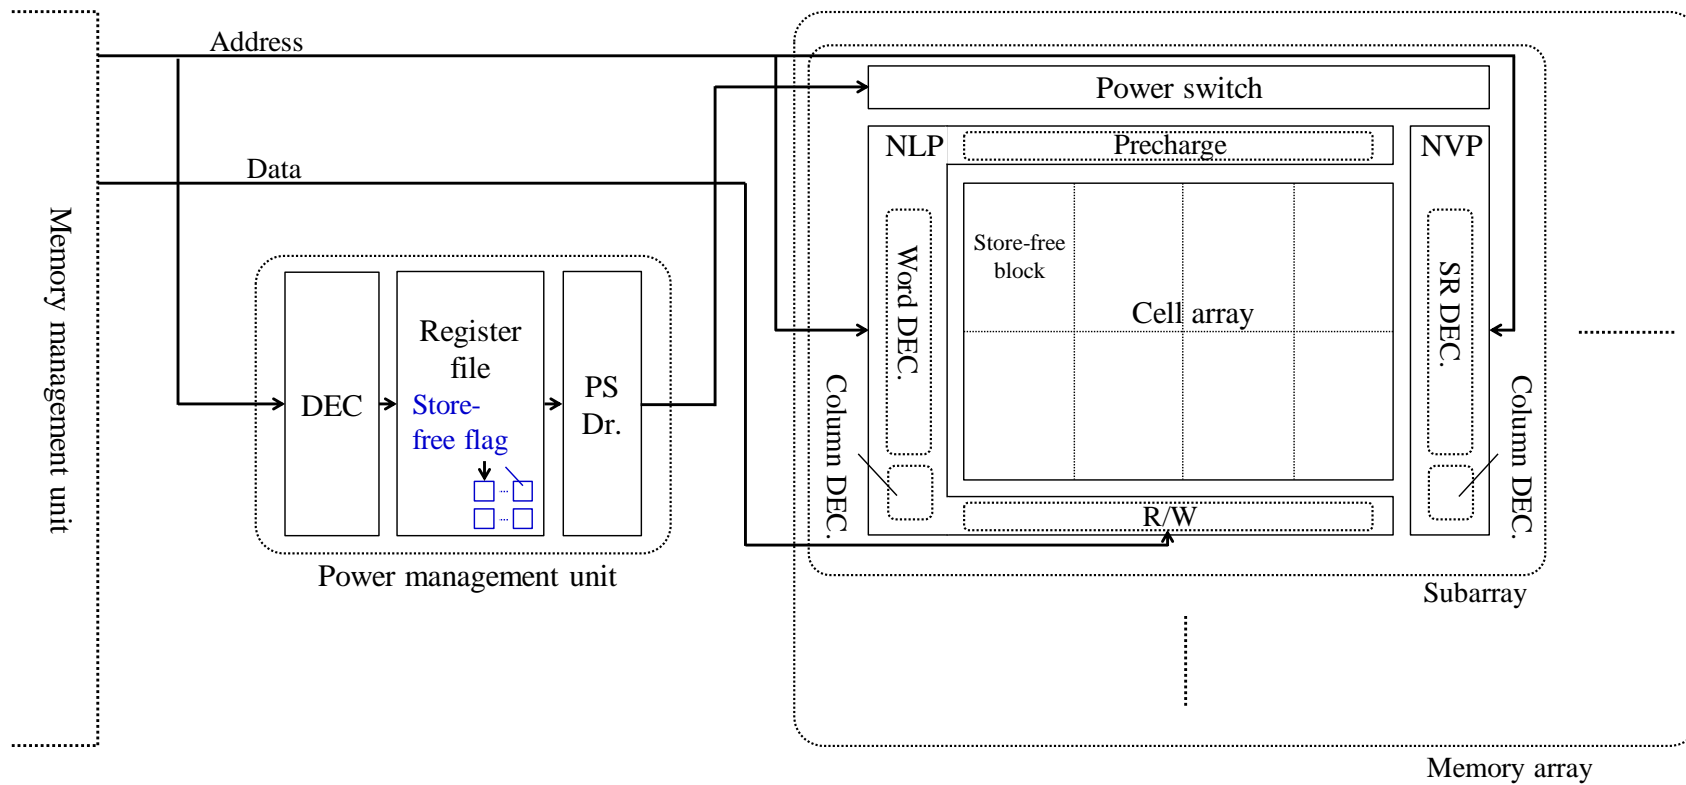 Address
Power switch
NLP
Precharge
NVP
Data
Memory management unit
Store-free
block
Word DEC.
SR DEC.
Cell array
Register
file
Store-
free flag
DEC
PS
Dr.
Column DEC.
Column DEC.
R/W
Power management unit
Subarray
Memory array